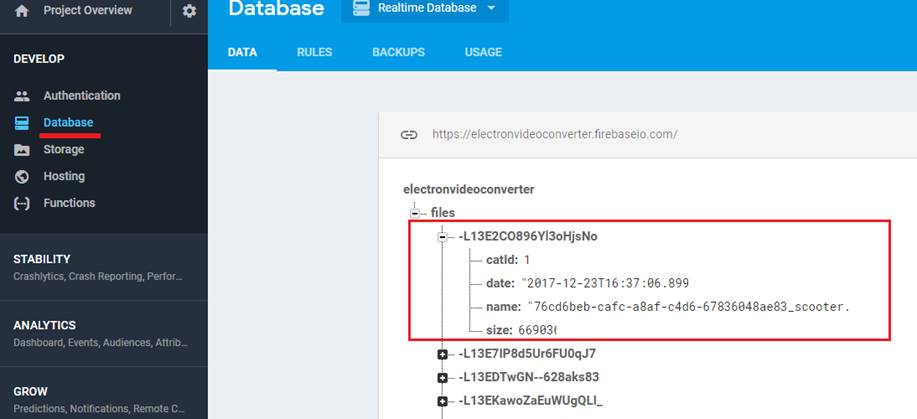 Project Overview
DEVELOP
Authentication
Database
Storage
Hosting
Functions
STABILITY
Crashlytics, Crash Reporting, Perfor...
ANALYTICS
Dashboard, Events, Audiences, Attrib...
GROW
Predictions, Notifications, Remote C...
Database
Realtime Database
DATA
RULES
BACKUPS
USAGE
https://electronvideoconverter.firebaseio.com/
electronvideoconverter
files
-L13E2CO896Yl3oHjsNo
catId: 1
date: "2017-12-23T16:37:06.899
name: "76cd6beb-cafc-a8af-c4d6-67836048ae83_scooter.
size: 669036
-L13E7IP8d5Ur6FU0qJ7
-L13EDTwGN--628aks83
-L13EKawoZaEuWUgQLI_